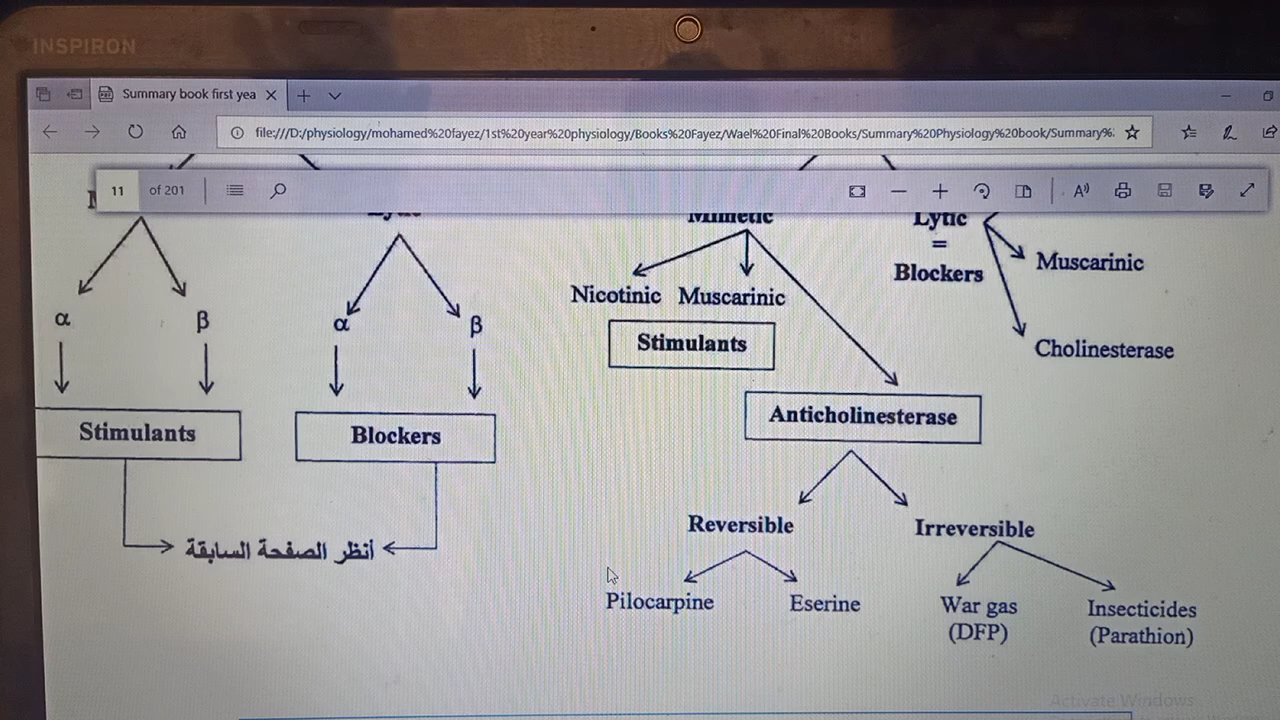 INSPIRON
Summary book first yea
file:///D:/physiology/mohamed%20fayez/1st%20year%20physiology/Books%20Fayez/Wael%20Final%20Books/Summary%20Physiology%20book/Summary%
11 of 201
Mimetic
Lytic
=
Blockers
Muscarinic
Cholinesterase
Nicotinic Muscarinic
Stimulants
α
β
α
β
Stimulants
Blockers
Anticholinesterase
أنظر الصفحة السابقة
Reversible
Irreversible
Pilocarpine
Eserine
War gas
(DFP)
Insecticides
(Parathion)
Activate Windows